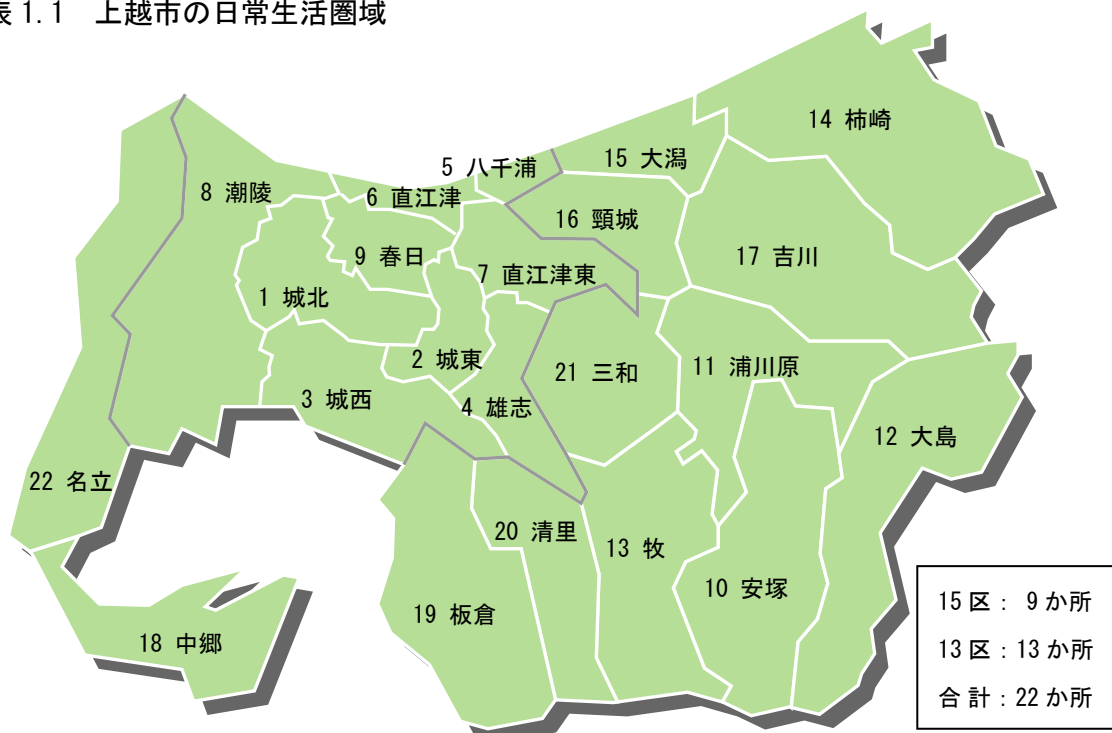 表 1.1 上越市の日常生活圏域
14 柿崎
5 八千浦
15 大潟
8 潮陵
6 直江津
16 頸城
9 春日
17 吉川
7 直江津東
1 城北
2 城東
21 三和
11 浦川原
3 城西
4 雄志
12 大島
22 名立
20 清里
13 牧
10 安塚
19 板倉
18 中郷
15 区： 9 か所
13 区：13 か所
合 計：22 か所